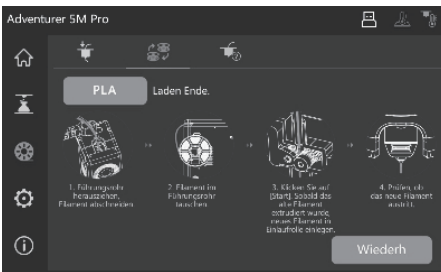 Adventurer 5M Pro
PLA
Laden Ende.
1. Führungsrohr
herausziehen,
Filament abschneiden
2. Filament im
Führungsrohr
tauschen
3. Klicken Sie auf
[Start]. Sobald das
alte Filament
extrudiert wurde,
neues Filament in
Einlaufrolle einlegen.
4. Prüfen, ob
das neue Filament
austritt.
Wiederh